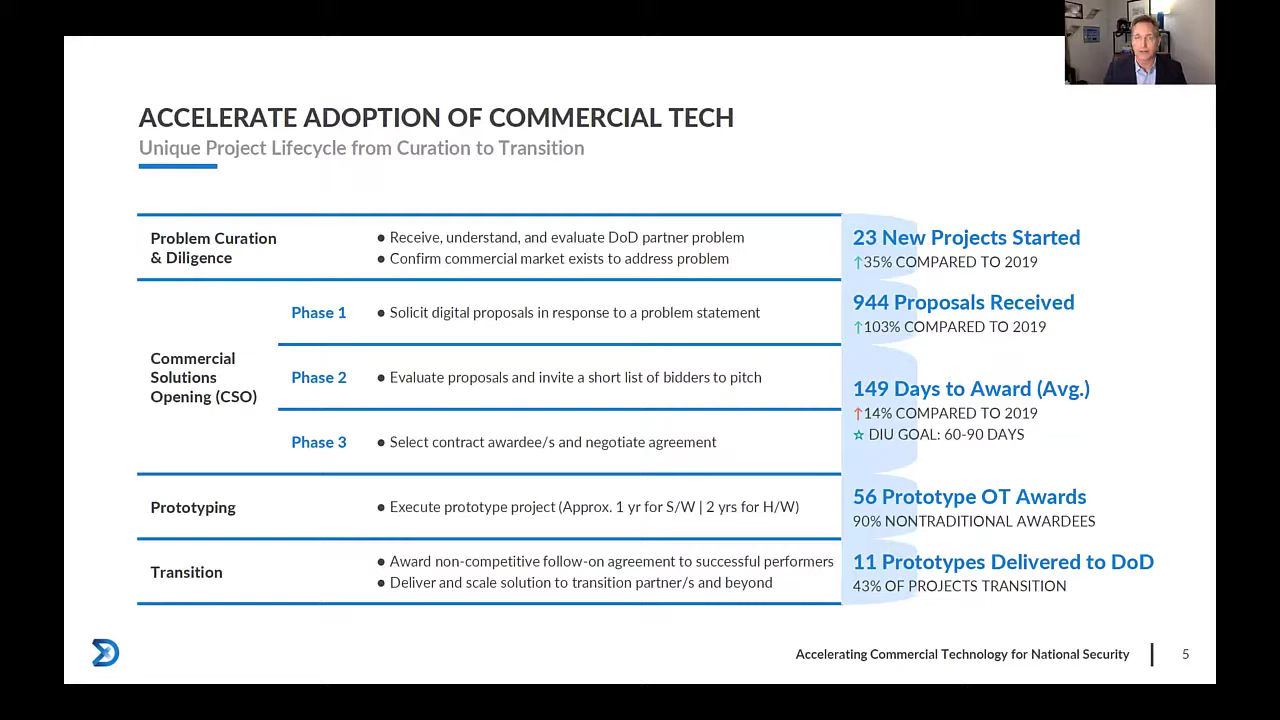 ACCELERATE ADOPTION OF COMMERCIAL TECH
Unique Project Lifecycle from Curation to Transition
Problem Curation
& Diligence
● Receive, understand, and evaluate DoD partner problem
● Confirm commercial market exists to address problem
23 New Projects Started
↑35% COMPARED TO 2019
Commercial
Solutions
Opening (CSO)
Phase 1
● Solicit digital proposals in response to a problem statement
944 Proposals Received
↑103% COMPARED TO 2019
Phase 2
● Evaluate proposals and invite a short list of bidders to pitch
149 Days to Award (Avg.)
↑14% COMPARED TO 2019
☆ DIU GOAL: 60-90 DAYS
Phase 3
● Select contract awardee/s and negotiate agreement
Prototyping
● Execute prototype project (Approx. 1 yr for S/W | 2 yrs for H/W)
56 Prototype OT Awards
90% NONTRADITIONAL AWARDEES
Transition
● Award non-competitive follow-on agreement to successful performers
● Deliver and scale solution to transition partner/s and beyond
11 Prototypes Delivered to DoD
43% OF PROJECTS TRANSITION
Accelerating Commercial Technology for National Security | 5